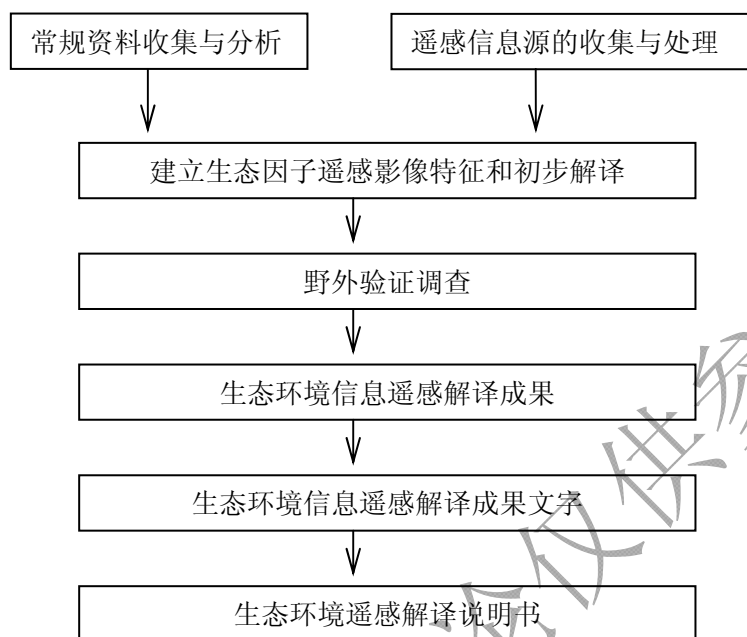 常规资料收集与分析
遥感信息源的收集与处理
建立生态因子遥感影像特征和初步解译
野外验证调查
生态环境信息遥感解译成果
生态环境信息遥感解译成果文字
生态环境遥感解译说明书
仅供参